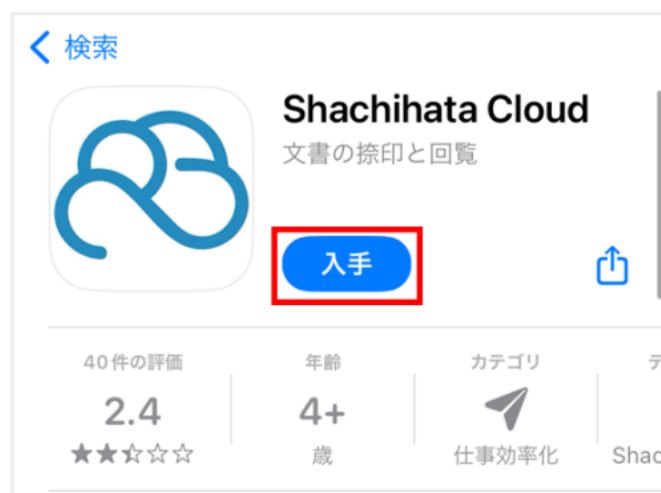 検索
Shachihata Cloud
文書の捺印と回覧
入手
40件の評価
年齢
カテゴリ
2.4
4+
★★☆☆☆
歳
仕事効率化